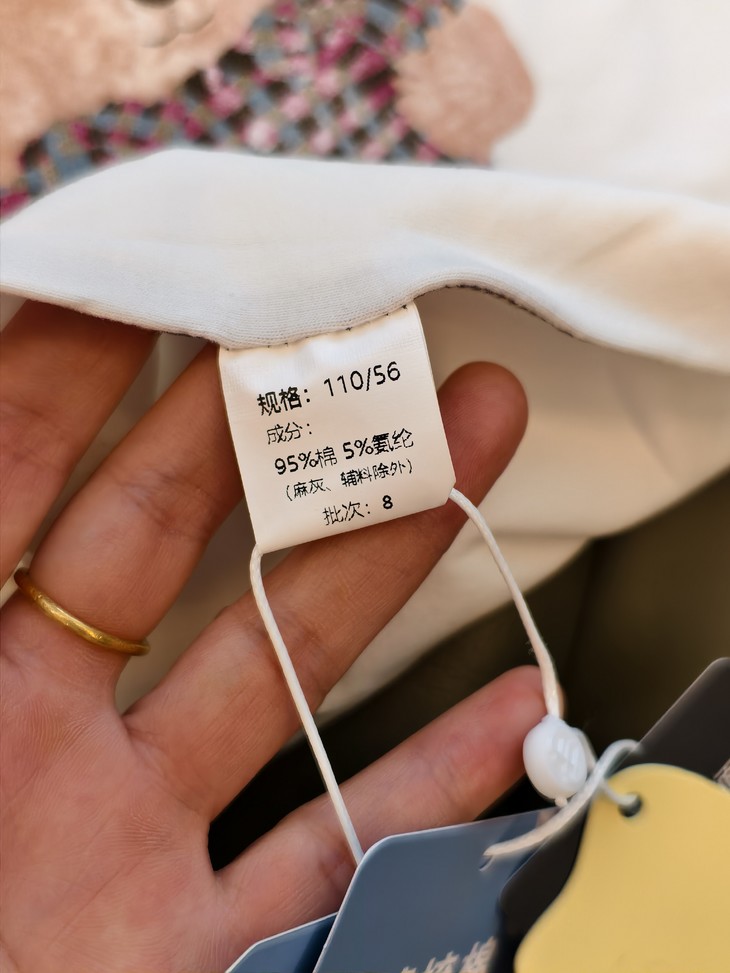 规格：110/56
成分：
95%棉 5%氨纶
（麻灰、辅料除外）
批次：8